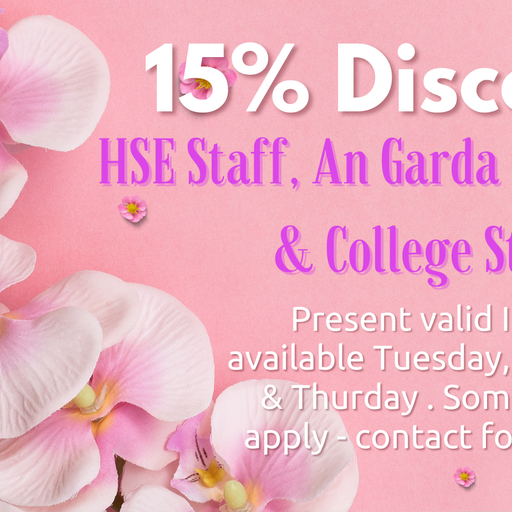 15% Disco
HSE Staff, An Garda
& College St
Present valid I
available Tuesday,
& Thurday . Som
apply - contact fo